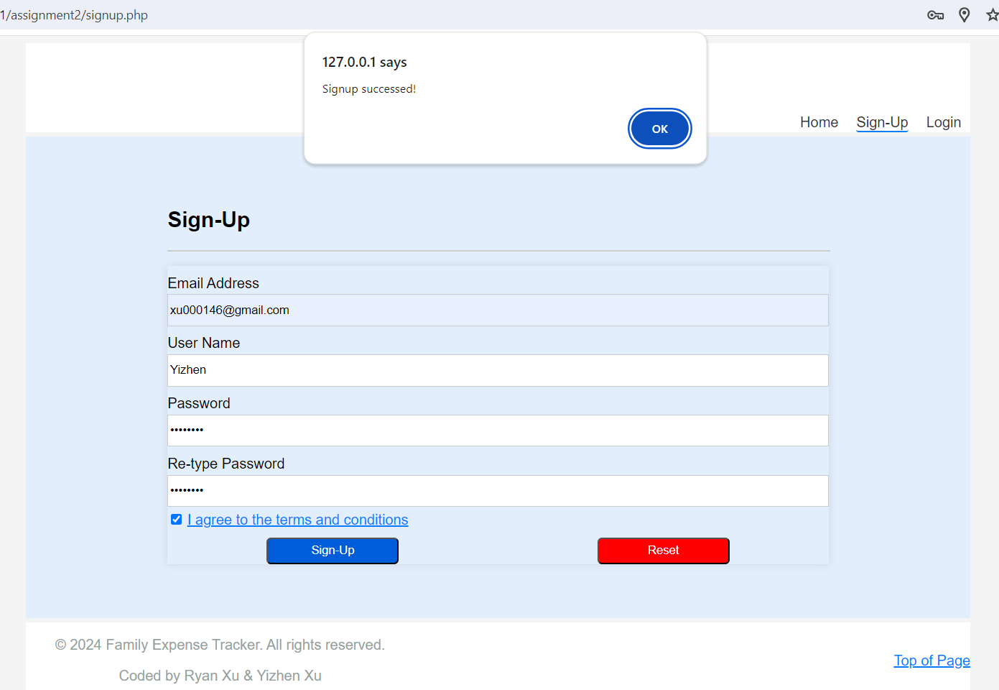 1/assignment2/signup.php
127.0.0.1 says
Signup successed!
OK
Home Sign-Up Login
Sign-Up
Email Address
xu000146@gmail.com
User Name
Yizhen
Password
••••••••
Re-type Password
••••••••
I agree to the terms and conditions
Sign-Up Reset
© 2024 Family Expense Tracker. All rights reserved.
Top of Page
Coded by Ryan Xu & Yizhen Xu